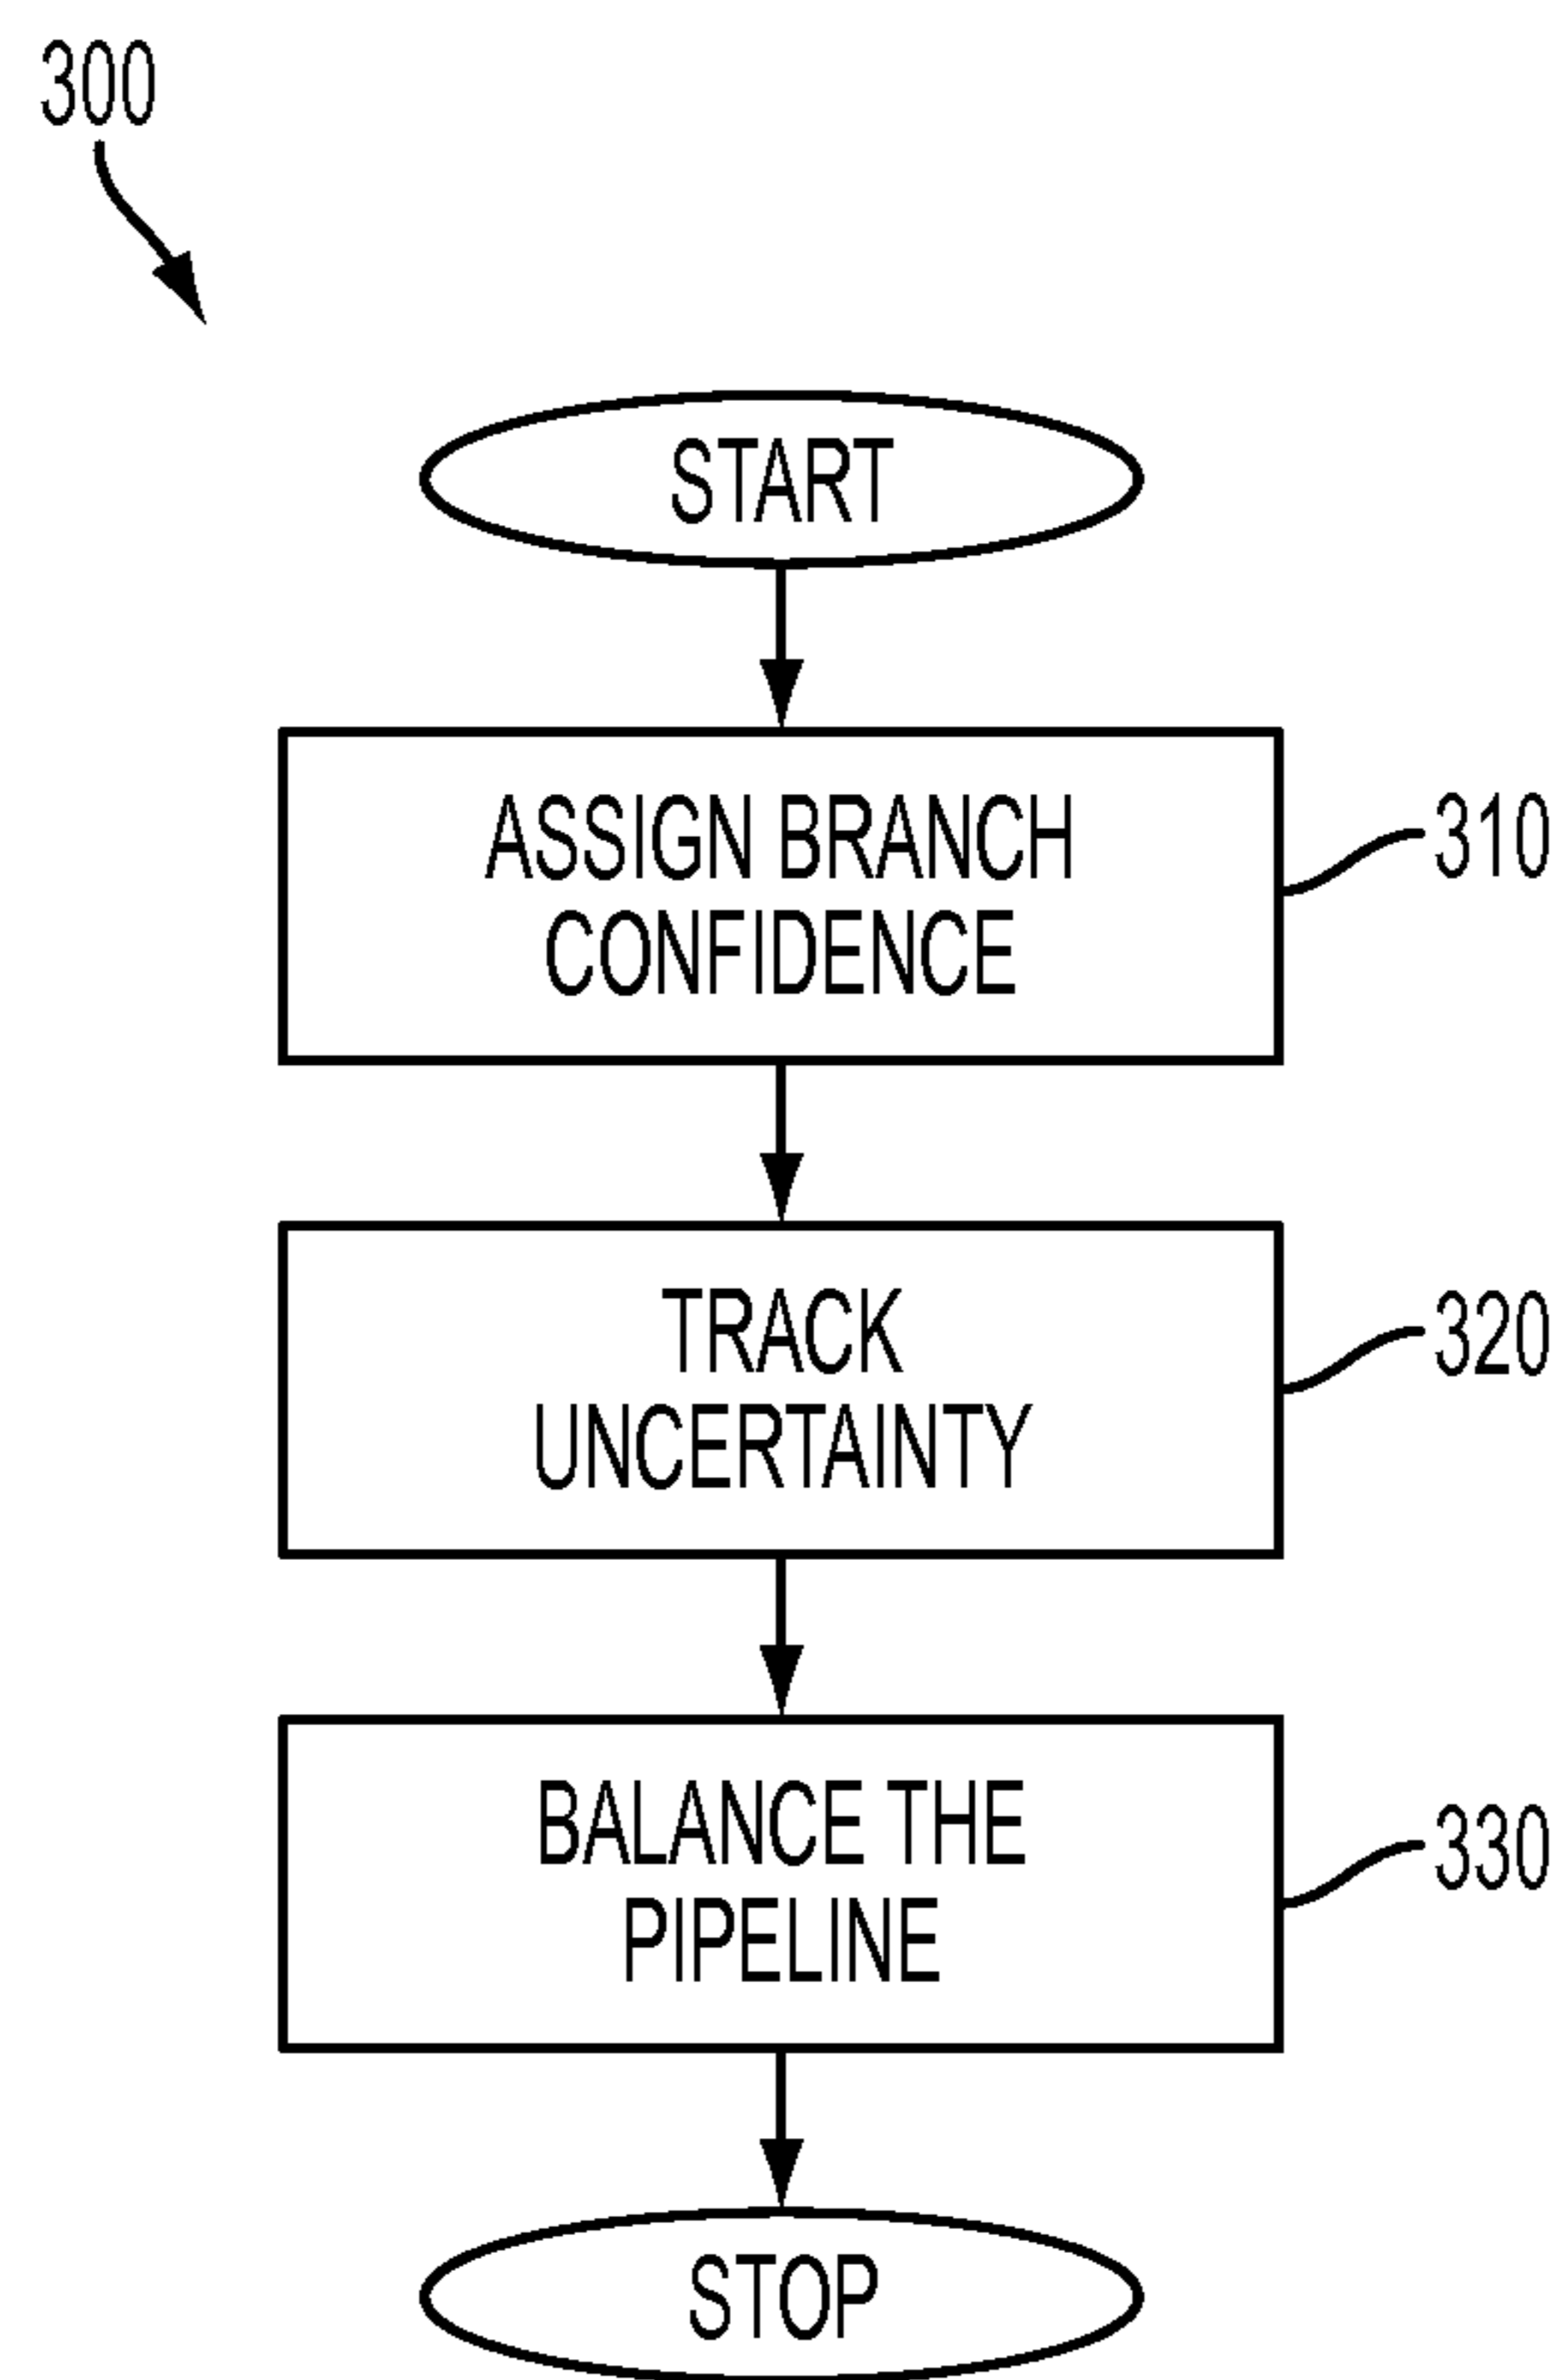 300
START
ASSIGN BRANCH
CONFIDENCE
310
TRACK
UNCERTAINTY
320
BALANCE THE
PIPELINE
330
STOP